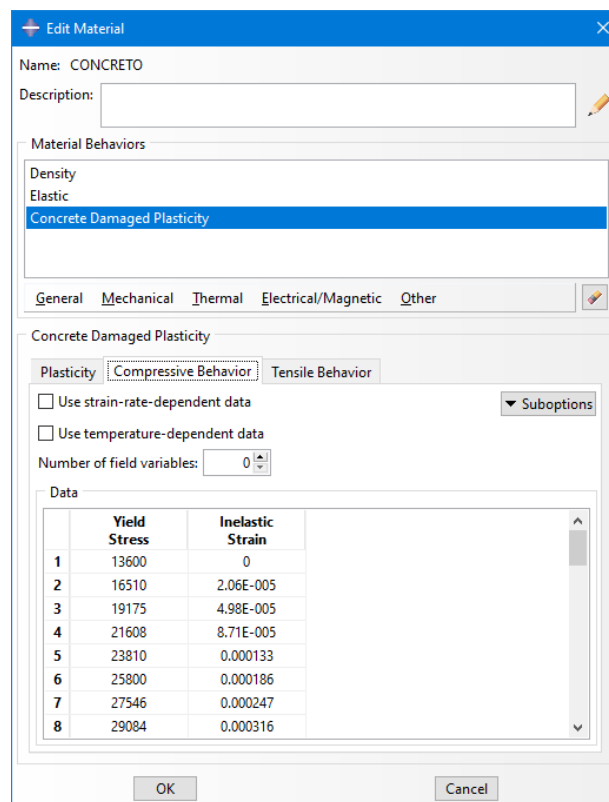 Edit Material
Name: CONCRETO
Description:
Material Behaviors
Density
Elastic
Concrete Damaged Plasticity
General Mechanical Thermal Electrical/Magnetic Other
Concrete Damaged Plasticity
Plasticity Compressive Behavior Tensile Behavior
Use strain-rate-dependent data Suboptions
Use temperature-dependent data
Number of field variables: 0
Data
Yield Inelastic
Stress Strain
1 13600 0
2 16510 2.06E-005
3 19175 4.98E-005
4 21608 8.71E-005
5 23810 0.000133
6 25800 0.000186
7 27546 0.000247
8 29084 0.000316
OK Cancel